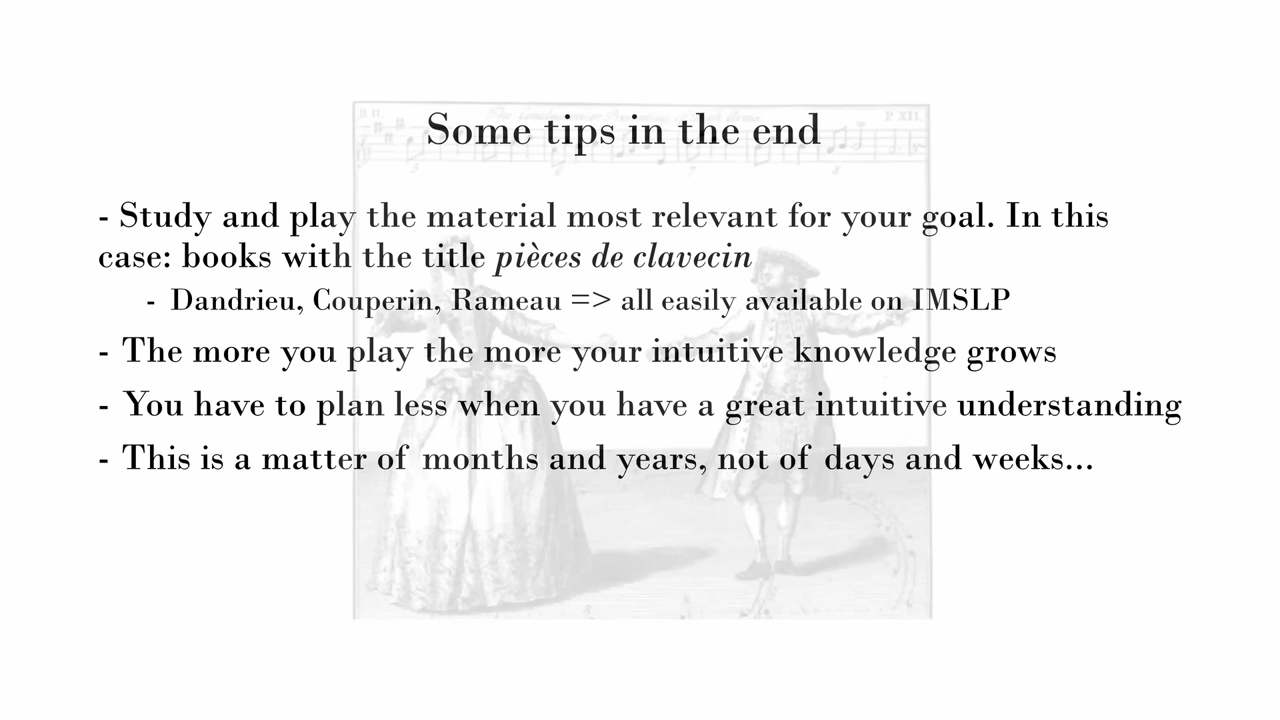 Some tips in the end
- Study and play the material most relevant for your goal. In this
case: books with the title pièces de clavecin
- Dandrieu, Couperin, Rameau => all easily available on IMSLP
- The more you play the more your intuitive knowledge grows
- You have to plan less when you have a great intuitive understanding
- This is a matter of months and years, not of days and weeks...